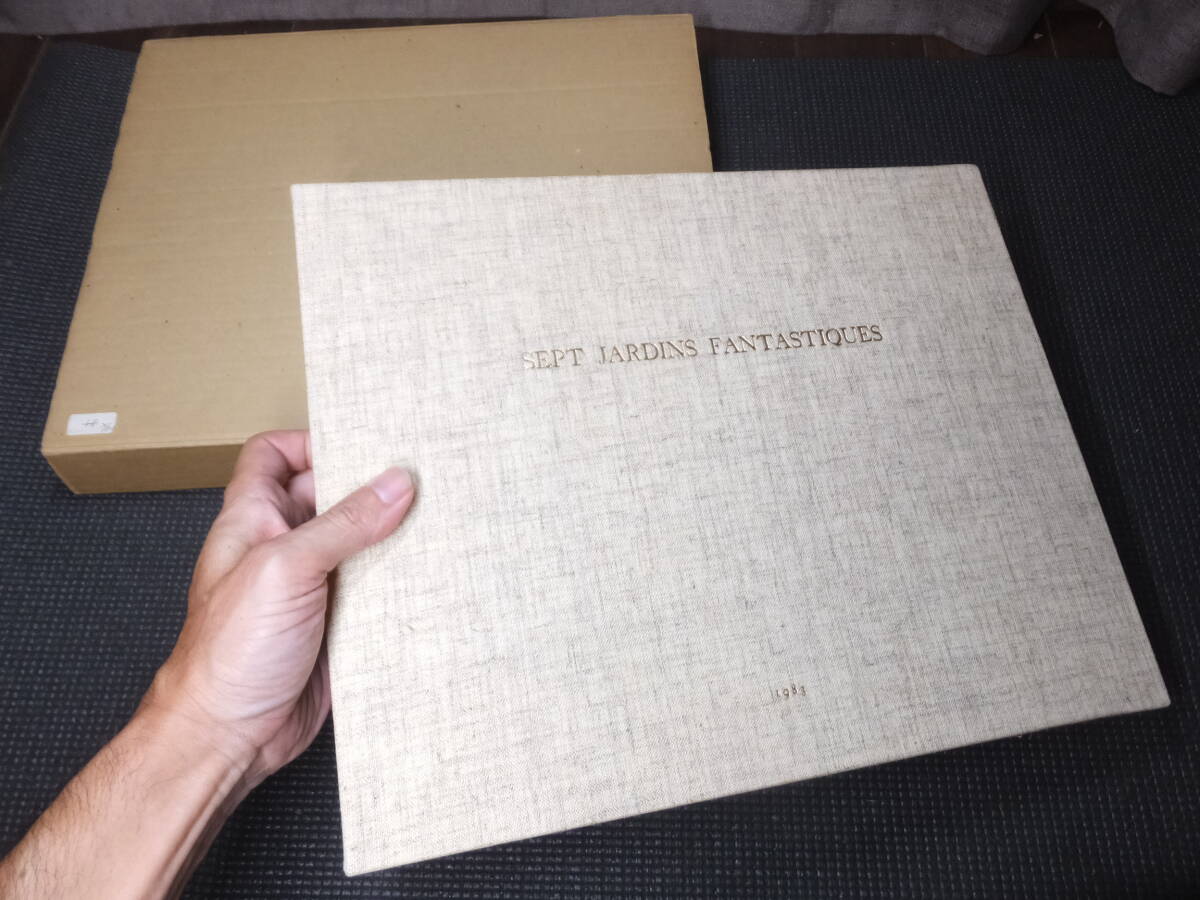 SEPT JARDINS FANTASTIQUES
1983